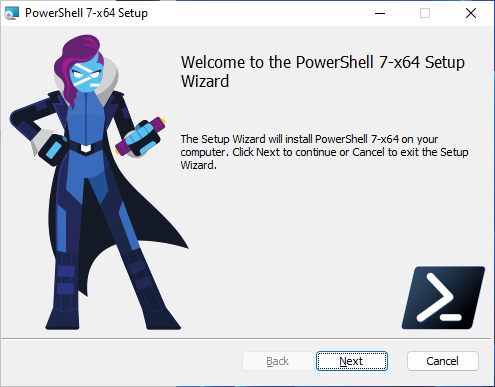 PowerShell 7-x64 Setup
Welcome to the PowerShell 7-x64 Setup
Wizard
The Setup Wizard will install PowerShell 7-x64 on your
computer. Click Next to continue or Cancel to exit the Setup
Wizard.
Back
Next
Cancel